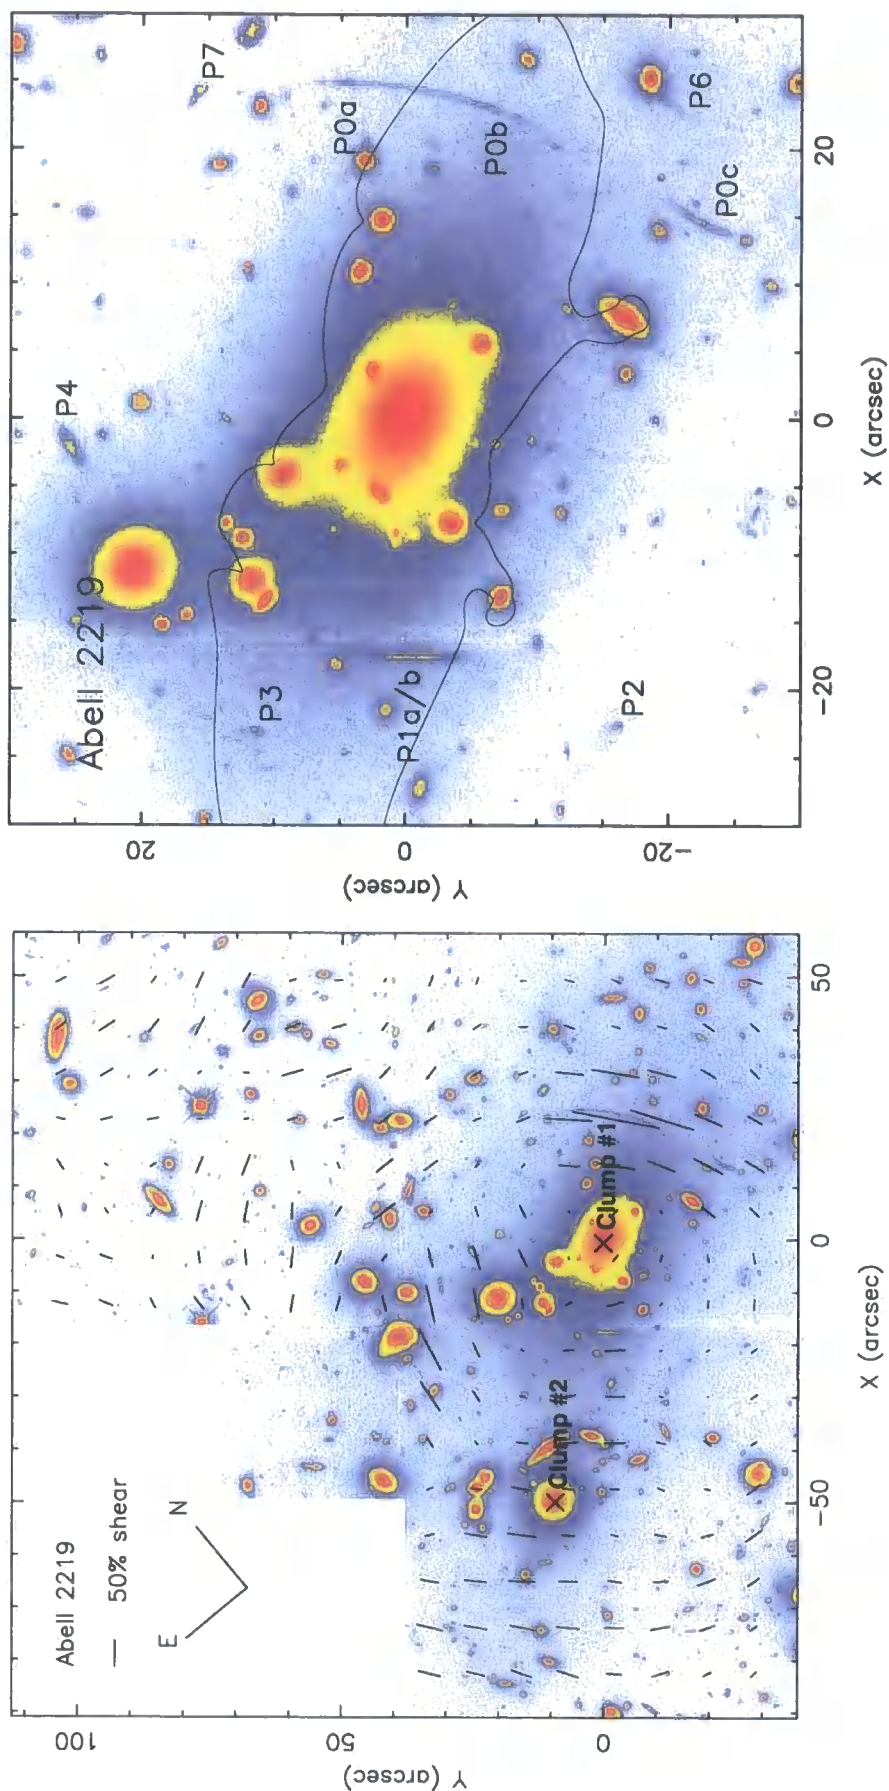 Abell 2219
50% shear
E
N
Clump #2
Clump #1
100
50
0
Y (arcsec)
-50
0
50
X (arcsec)
Abell 2219
P4
P7
P3
P0a
P1a/b
P0b
P2
P6
P0c
20
0
-20
Y (arcsec)
-20
0
20
X (arcsec)